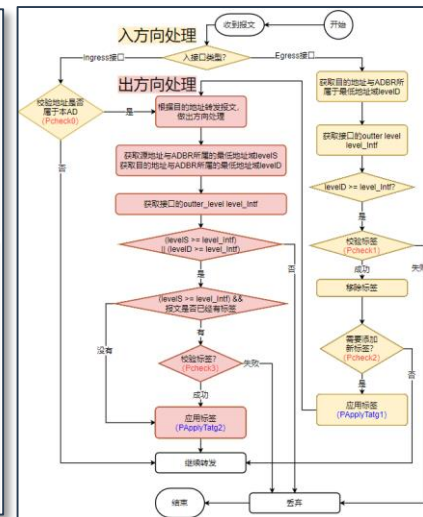 收到报文
开始
入方向处理
Ingress接口
入接口类型?
Egress接口
校验地址是否
属于本AD
(Pcheck0)
是
否
出方向处理
根据目的地转发报文,
做出方向处理
获取源地址与ADBR所属的最低地址域levelS
获取目的地址与ADBR所属的最低地址域levelD
获取接口的outter_level level_Intf
(levelS >= level_Intf)
|| (levelD >= level_Intf)
否
是
(levelS >= level_Intf) &&
报文是否已经有标签
没有
有
校验标签?
(Pcheck3)
失败
成功
应用标签
(PApplyTatg2)
继续转发
获取目的地址与ADBR所
属于最低地址域levelD
获取接口的outter level
level_Intf
levelD >= level_Intf?
是
校验标签
(Pcheck1)
失
成功
移除标签
需要添加
新标签?
(Pcheck2)
否
是
应用标签
(PApplyTatg1)
结束
丢弃